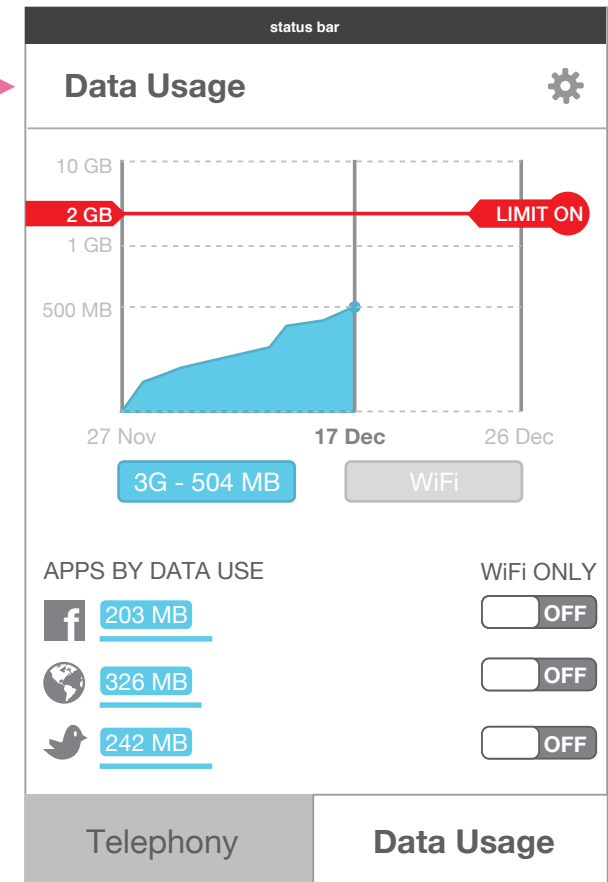 status bar
Data Usage
10 GB
2 GB
LIMIT ON
1 GB
500 MB
27 Nov 17 Dec 26 Dec
3G - 504 MB WiFi
APPS BY DATA USE WiFi ONLY
f 203 MB OFF
326 MB OFF
242 MB OFF
Telephony Data Usage